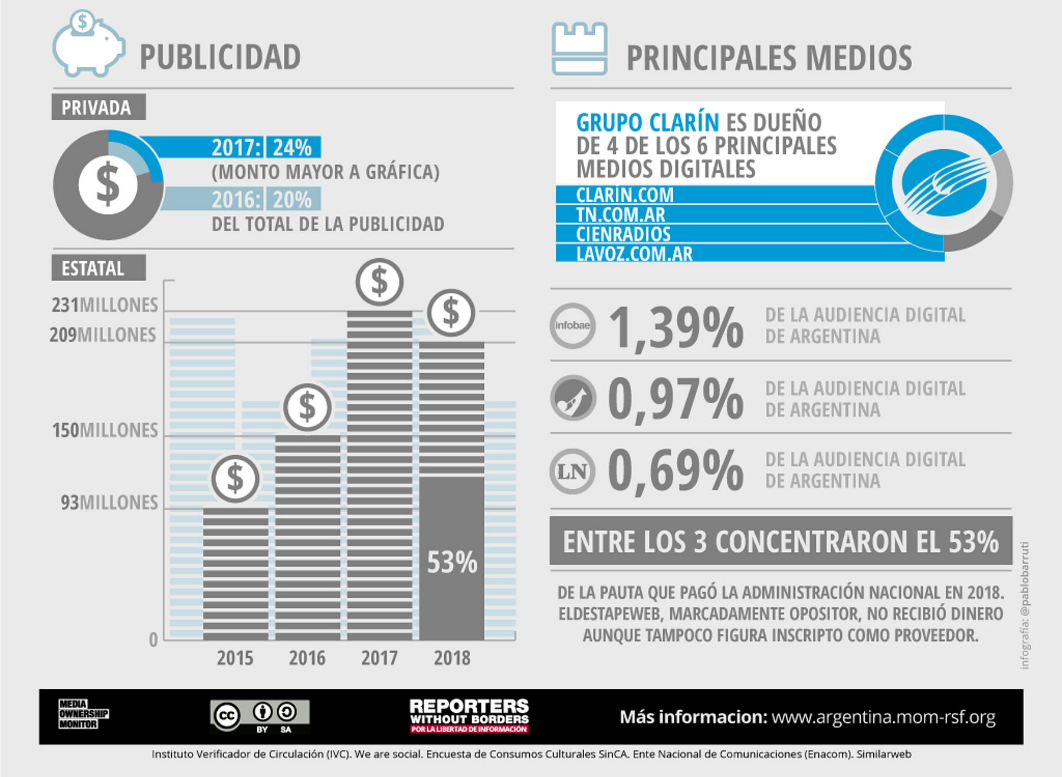 $
PUBLICIDAD
PRIVADA
$
2017: 24%
(MONTO MAYOR A GRÁFICA)
2016: 20%
DEL TOTAL DE LA PUBLICIDAD
ESTATAL
231MILLONES
209MILLONES
150MILLONES
93MILLONES
0
$
$
$
$
53%
2015
2016
2017
2018
PRINCIPALES MEDIOS
GRUPO CLARÍN ES DUEÑO
DE 4 DE LOS 6 PRINCIPALES
MEDIOS DIGITALES
CLARÍN.COM
TN.COM.AR
CIENRADIOS
LAVOZ.COM.AR
infobae
1,39%
DE LA AUDIENCIA DIGITAL
DE ARGENTINA
0,97%
DE LA AUDIENCIA DIGITAL
DE ARGENTINA
LN
0,69%
DE LA AUDIENCIA DIGITAL
DE ARGENTINA
ENTRE LOS 3 CONCENTRARON EL 53%
DE LA PAUTA QUE PAGÓ LA ADMINISTRACIÓN NACIONAL EN 2018.
ELDESTAPEWEB, MARCADAMENTE OPOSITOR, NO RECIBIÓ DINERO
AUNQUE TAMPOCO FIGURA INSCRIPTO COMO PROVEEDOR.
infografía: @pablobarruti
MEDIA
OWNERSHIP
MONITOR
cc
BY SA
REPORTERS
WITHOUT BORDERS
POR LA LIBERTAD DE INFORMACIÓN
Más informacion: www.argentina.mom-rsf.org
Instituto Verificador de Circulación (IVC). We are social. Encuesta de Consumos Culturales SinCA. Ente Nacional de Comunicaciones (Enacom). Similarweb